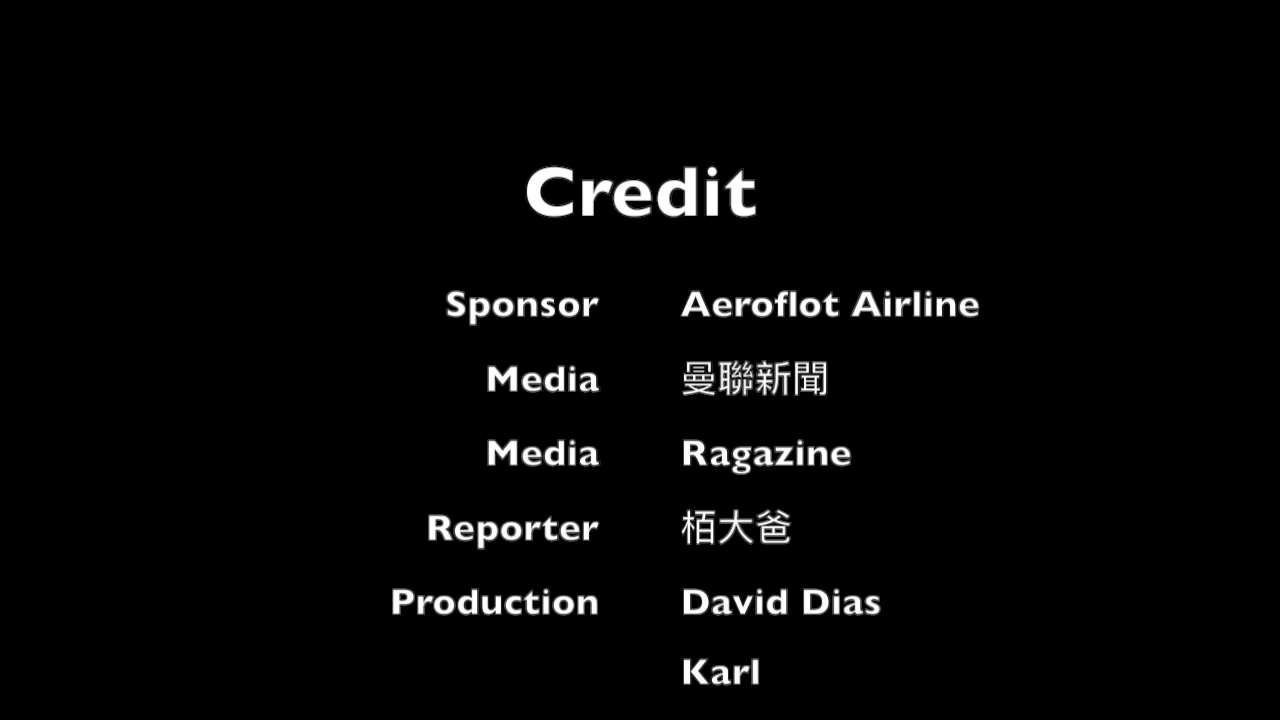 Credit
Sponsor Aeroflot Airline
Media 曼聯新聞
Media Ragazine
Reporter 栢大爸
Production David Dias
Karl